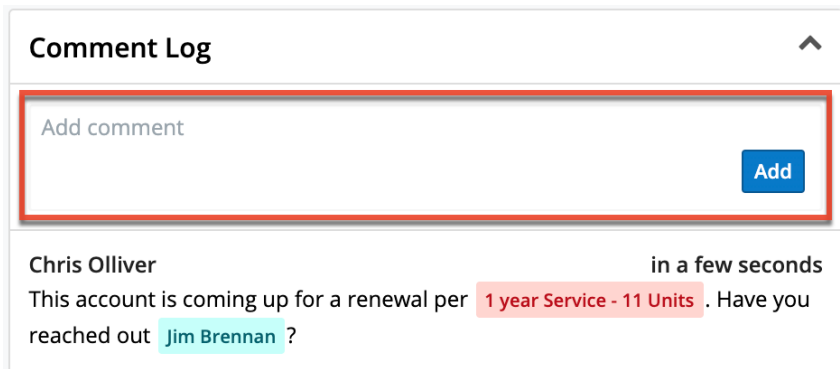 Comment Log
Add comment
Add
Chris Olliver in a few seconds
This account is coming up for a renewal per 1 year Service - 11 Units . Have you
reached out Jim Brennan ?